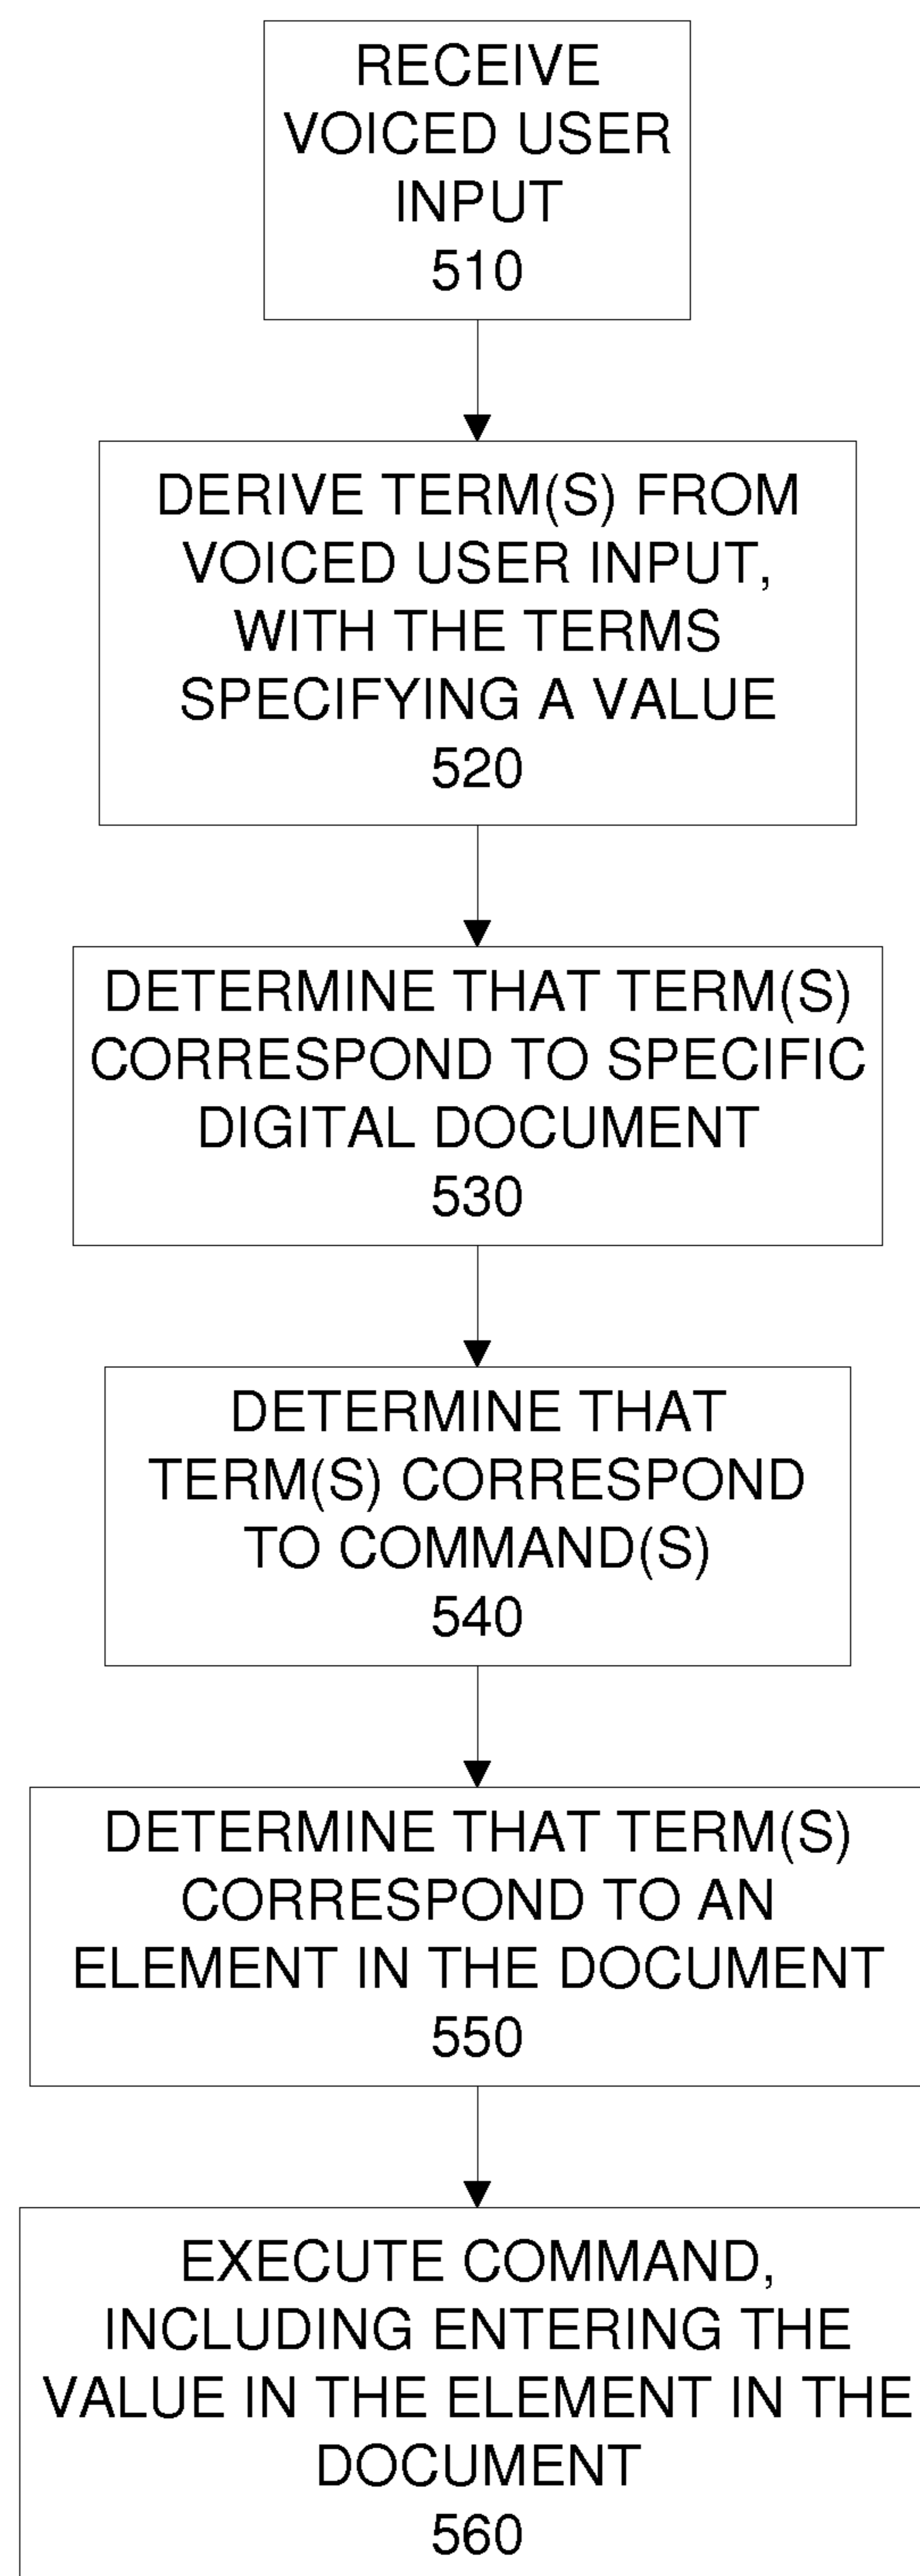 RECEIVE
VOICED USER
INPUT
510
DERIVE TERM(S) FROM
VOICED USER INPUT,
WITH THE TERMS
SPECIFYING A VALUE
520
DETERMINE THAT TERM(S)
CORRESPOND TO SPECIFIC
DIGITAL DOCUMENT
530
DETERMINE THAT
TERM(S) CORRESPOND
TO COMMAND(S)
540
DETERMINE THAT TERM(S)
CORRESPOND TO AN
ELEMENT IN THE DOCUMENT
550
EXECUTE COMMAND,
INCLUDING ENTERING THE
VALUE IN THE ELEMENT IN THE
DOCUMENT
560